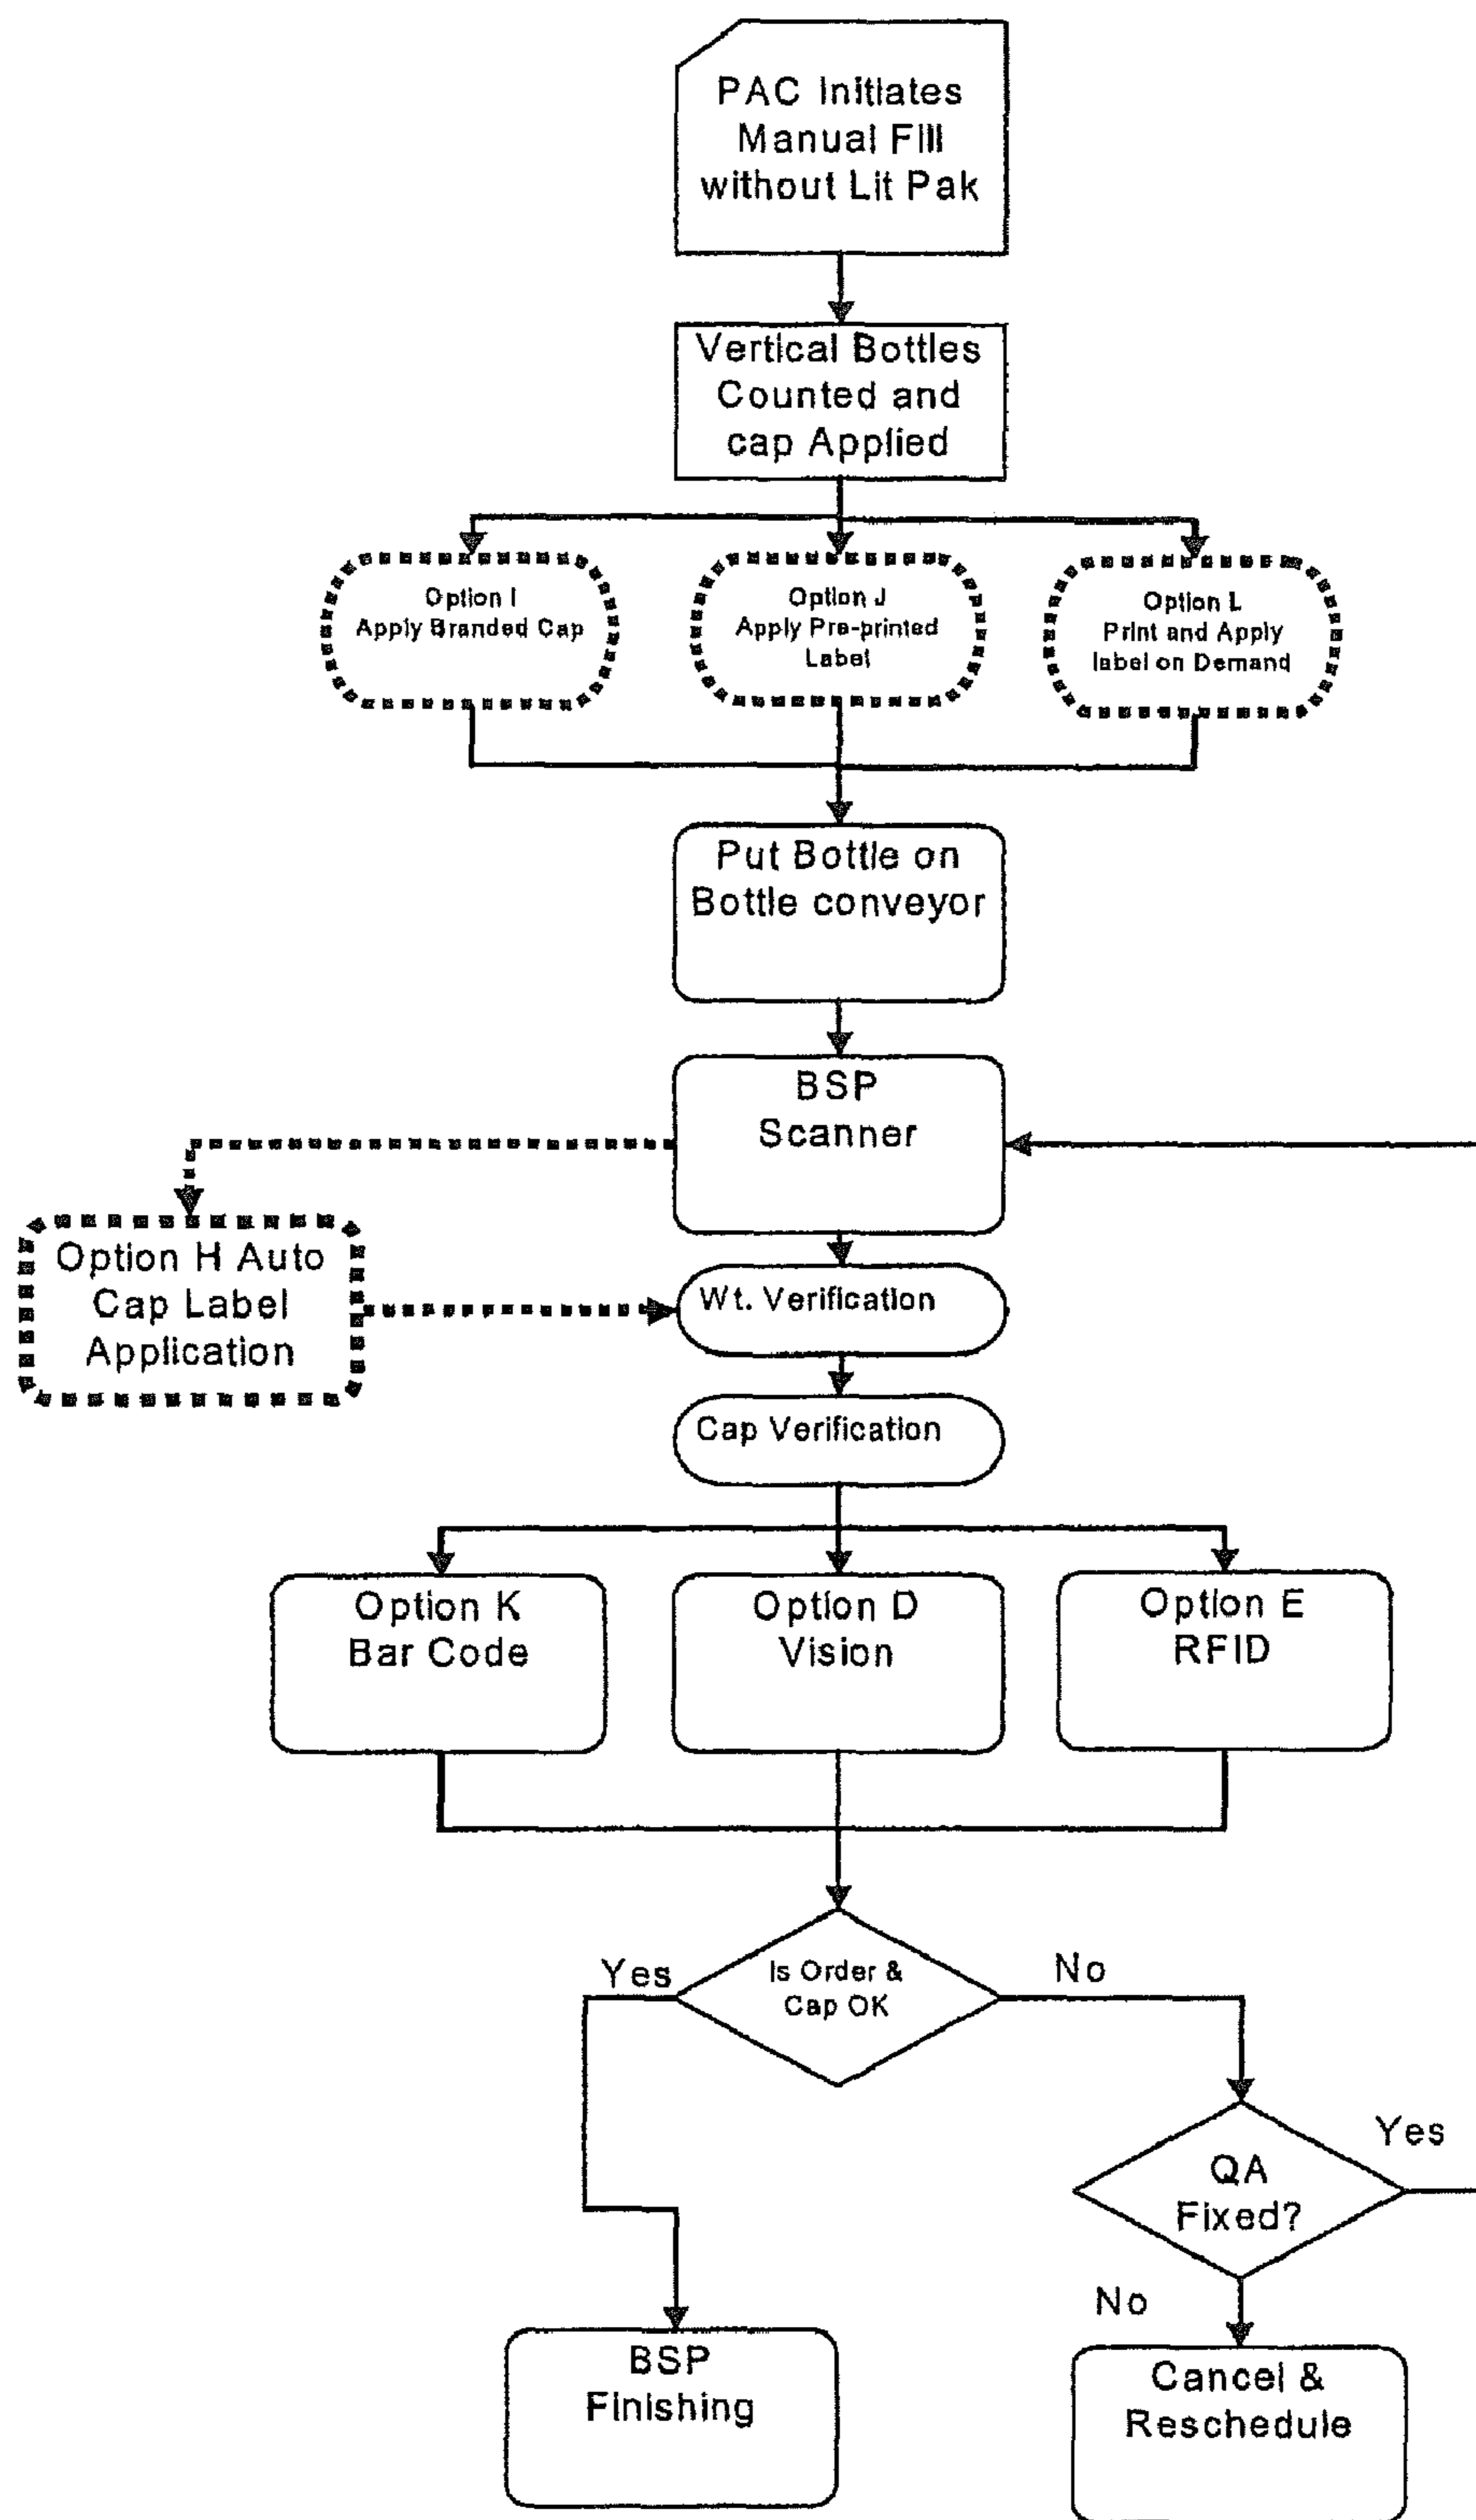 PAC Initiates
Manual Fill
without Lit Pak
Vertical Bottles
Counted and
cap Applied
Option I
Apply Branded Cap
Option J
Apply Pre-printed
Label
Option L
Print and Apply
label on Demand
Put Bottle on
Bottle conveyor
BSP
Scanner
Option H Auto
Cap Label
Application
Wt. Verification
Cap Verification
Option K
Bar Code
Option D
Vision
Option E
RFID
Yes
Is Order &
Cap OK
No
QA
Fixed?
Yes
No
BSP
Finishing
Cancel &
Reschedule